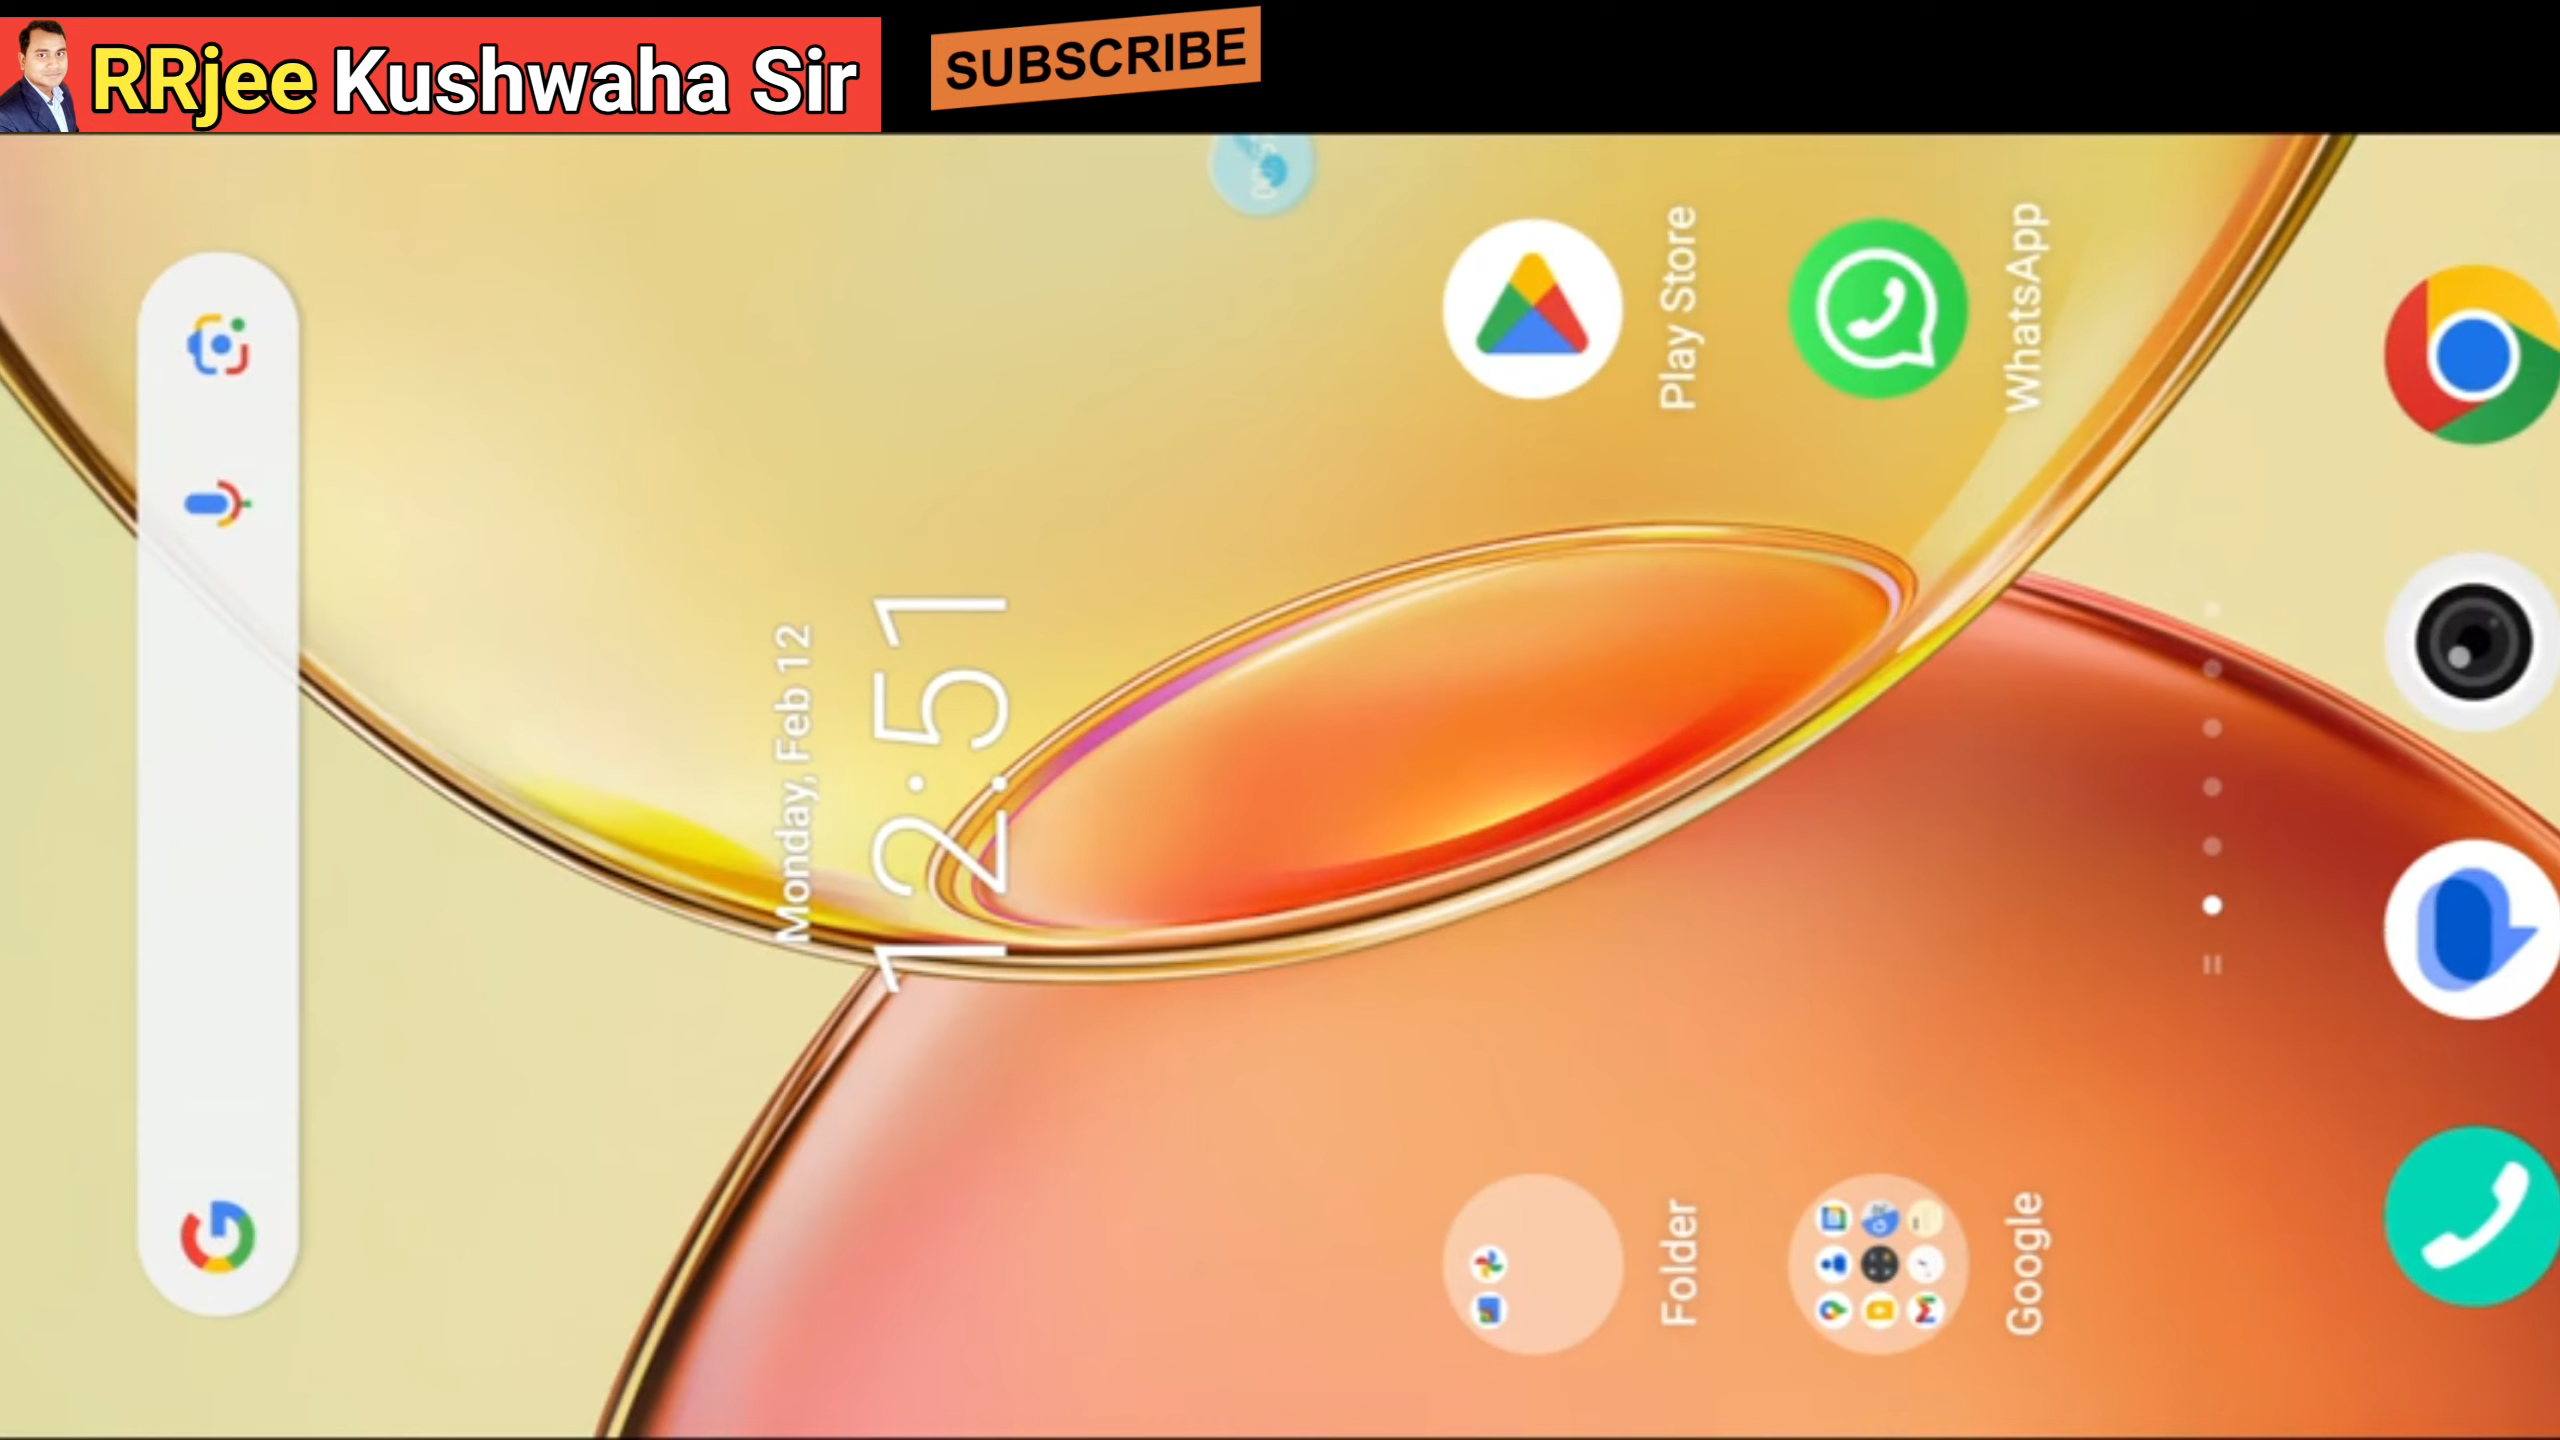 RRjee Kushwaha Sir
SUBSCRIBE
Monday, Feb 12
12:51
Play Store
WhatsApp
Folder
Google